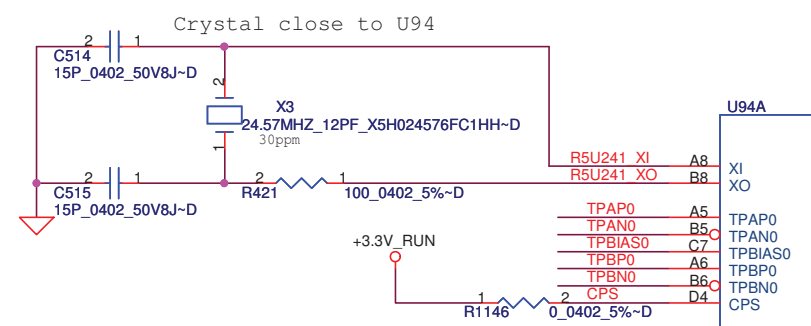 Crystal close to U94
2 1
C514
15P_0402_50V8J~D
2
X3
24.57MHZ_12PF_X5H024576FC1HH~D
30ppm
1
U94A
R5U241_XI A8 XI
2 1 2 1 R5U241_XO B8 XO
C515 R421 100_0402_5%~D
15P_0402_50V8J~D
TPAP0 A5 TPAP0
TPAN0 B5 TPAN0
TPBIAS0 C7 TPBIAS0
+3.3V_RUN
TPBP0 A6 TPBP0
TPBN0 B6 TPBN0
1 2 CPS D4 CPS
R1146 0_0402_5%~D